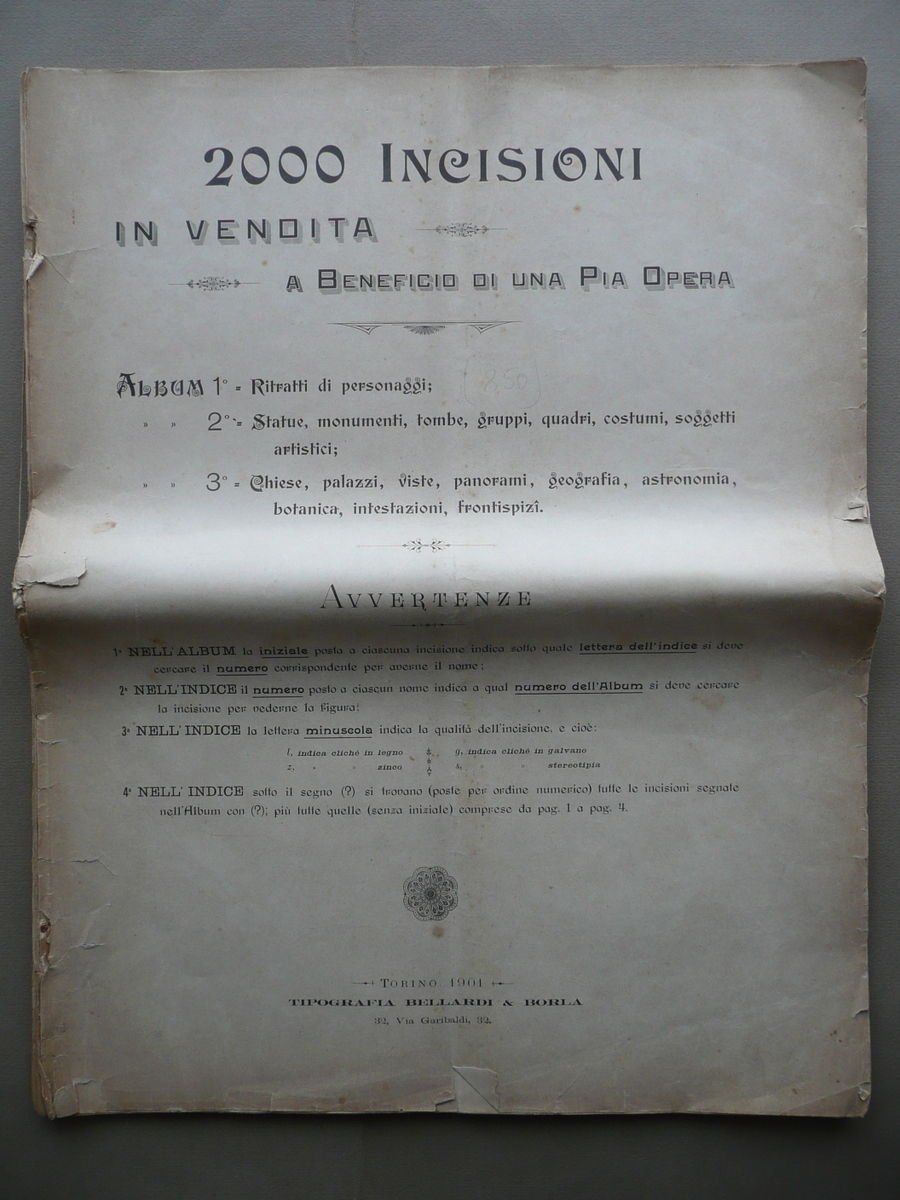 2000 INCISIONI
IN VENDITA
A BENEFICIO DI UNA PIA OPERA
ALBUM 1° = Ritratti di personaggi;
» » 2° = Statue, monumenti, tombe, gruppi, quadri, costumi, soggetti
artistici;
» » 3° = Chiese, palazzi, viste, panorami, geografia, astronomia,
botanica, intestazioni, frontispizî.
AVVERTENZE
1ª NELL'ALBUM la iniziale posta a ciascuna incisione indica sotto quale lettera dell'indice si deve
cercare il numero corrispondente per averne il nome;
2ª NELL'INDICE il numero posto a ciascun nome indica a qual numero dell'Album si deve cercare
la incisione per vederne la figura;
3ª NELL'INDICE la lettera minuscola indica la qualità dell'incisione, e cioè:
l, indica cliché in legno g, indica cliché in galvano
z, » » zinco s, » » stereotipia
4ª NELL'INDICE sotto il segno (?) si trovano (poste per ordine numerico) tutte le incisioni segnate
nell'Album con (?); più tutte quelle (senza iniziale) comprese da pag. 1 a pag. 4.
TORINO, 1901
TIPOGRAFIA BELLARDI & BORLA
32, Via Garibaldi, 32.